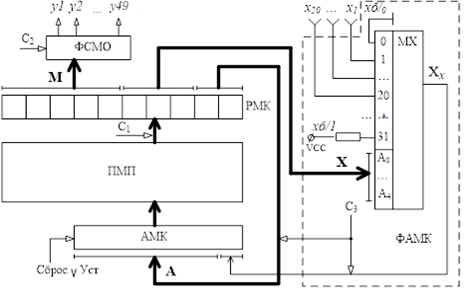 y1 y2 ... y49
C2
ФСМО
М
РМК
C1
ПМП
АМК
Сброс ∨ Уст
А
x20 ... x1
xб/0
0
MX
1
...
20
...
31
xб/1
VCC
Xx
X
A0
...
A4
C3
ФАМК